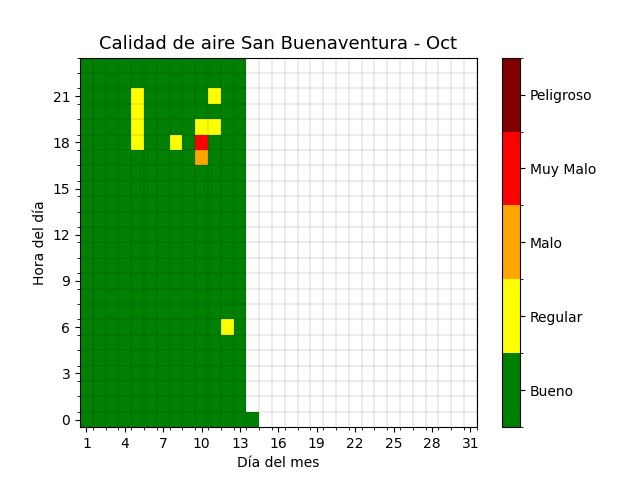 Calidad de aire San Buenaventura - Oct
Peligroso
Muy Malo
Malo
Regular
Bueno
Hora del día
21
18
15
12
9
6
3
0
1 4 7 10 13 16 19 22 25 28 31
Día del mes